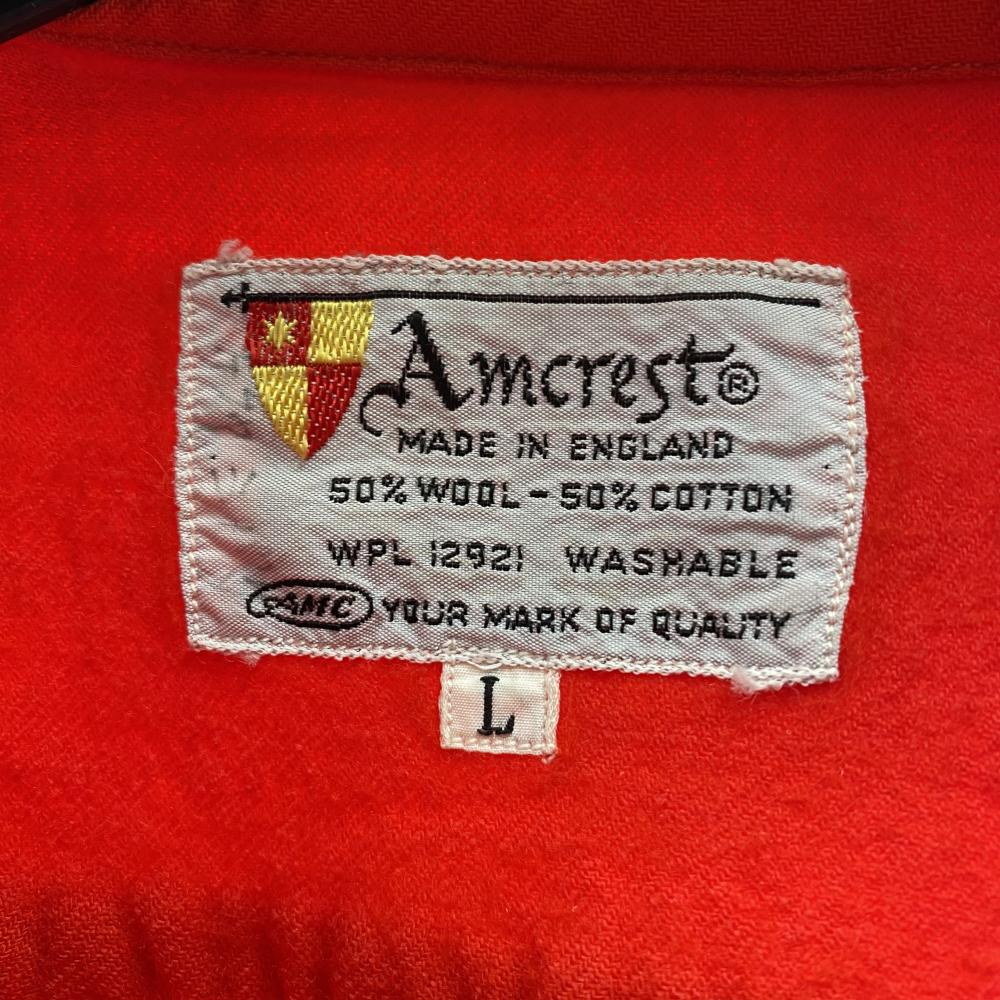 Amcrest®
MADE IN ENGLAND
50% WOOL - 50% COTTON
WPL 12921 WASHABLE
AMC YOUR MARK OF QUALITY
L